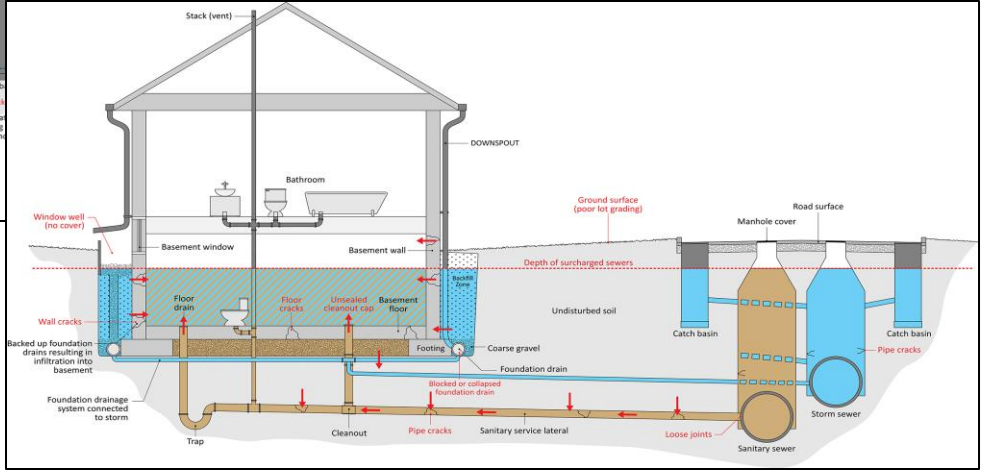 Stack (vent)
DOWNSPOUT
Bathroom
Window well
(no cover)
Basement window
Basement wall
Ground surface
(poor lot grading)
Manhole cover
Road surface
Depth of surcharged sewers
Backfill
Zone
Floor
drain
Floor
cracks
Unsealed
cleanout cap
Basement
floor
Undisturbed soil
Wall cracks
Catch basin
Catch basin
Backed up foundation
drains resulting in
infiltration into
basement
Footing
Coarse gravel
Foundation drain
Pipe cracks
Blocked or collapsed
foundation drain
Foundation drainage
system connected
to storm
Storm sewer
Trap
Cleanout
Pipe cracks
Sanitary service lateral
Loose joints
Sanitary sewer